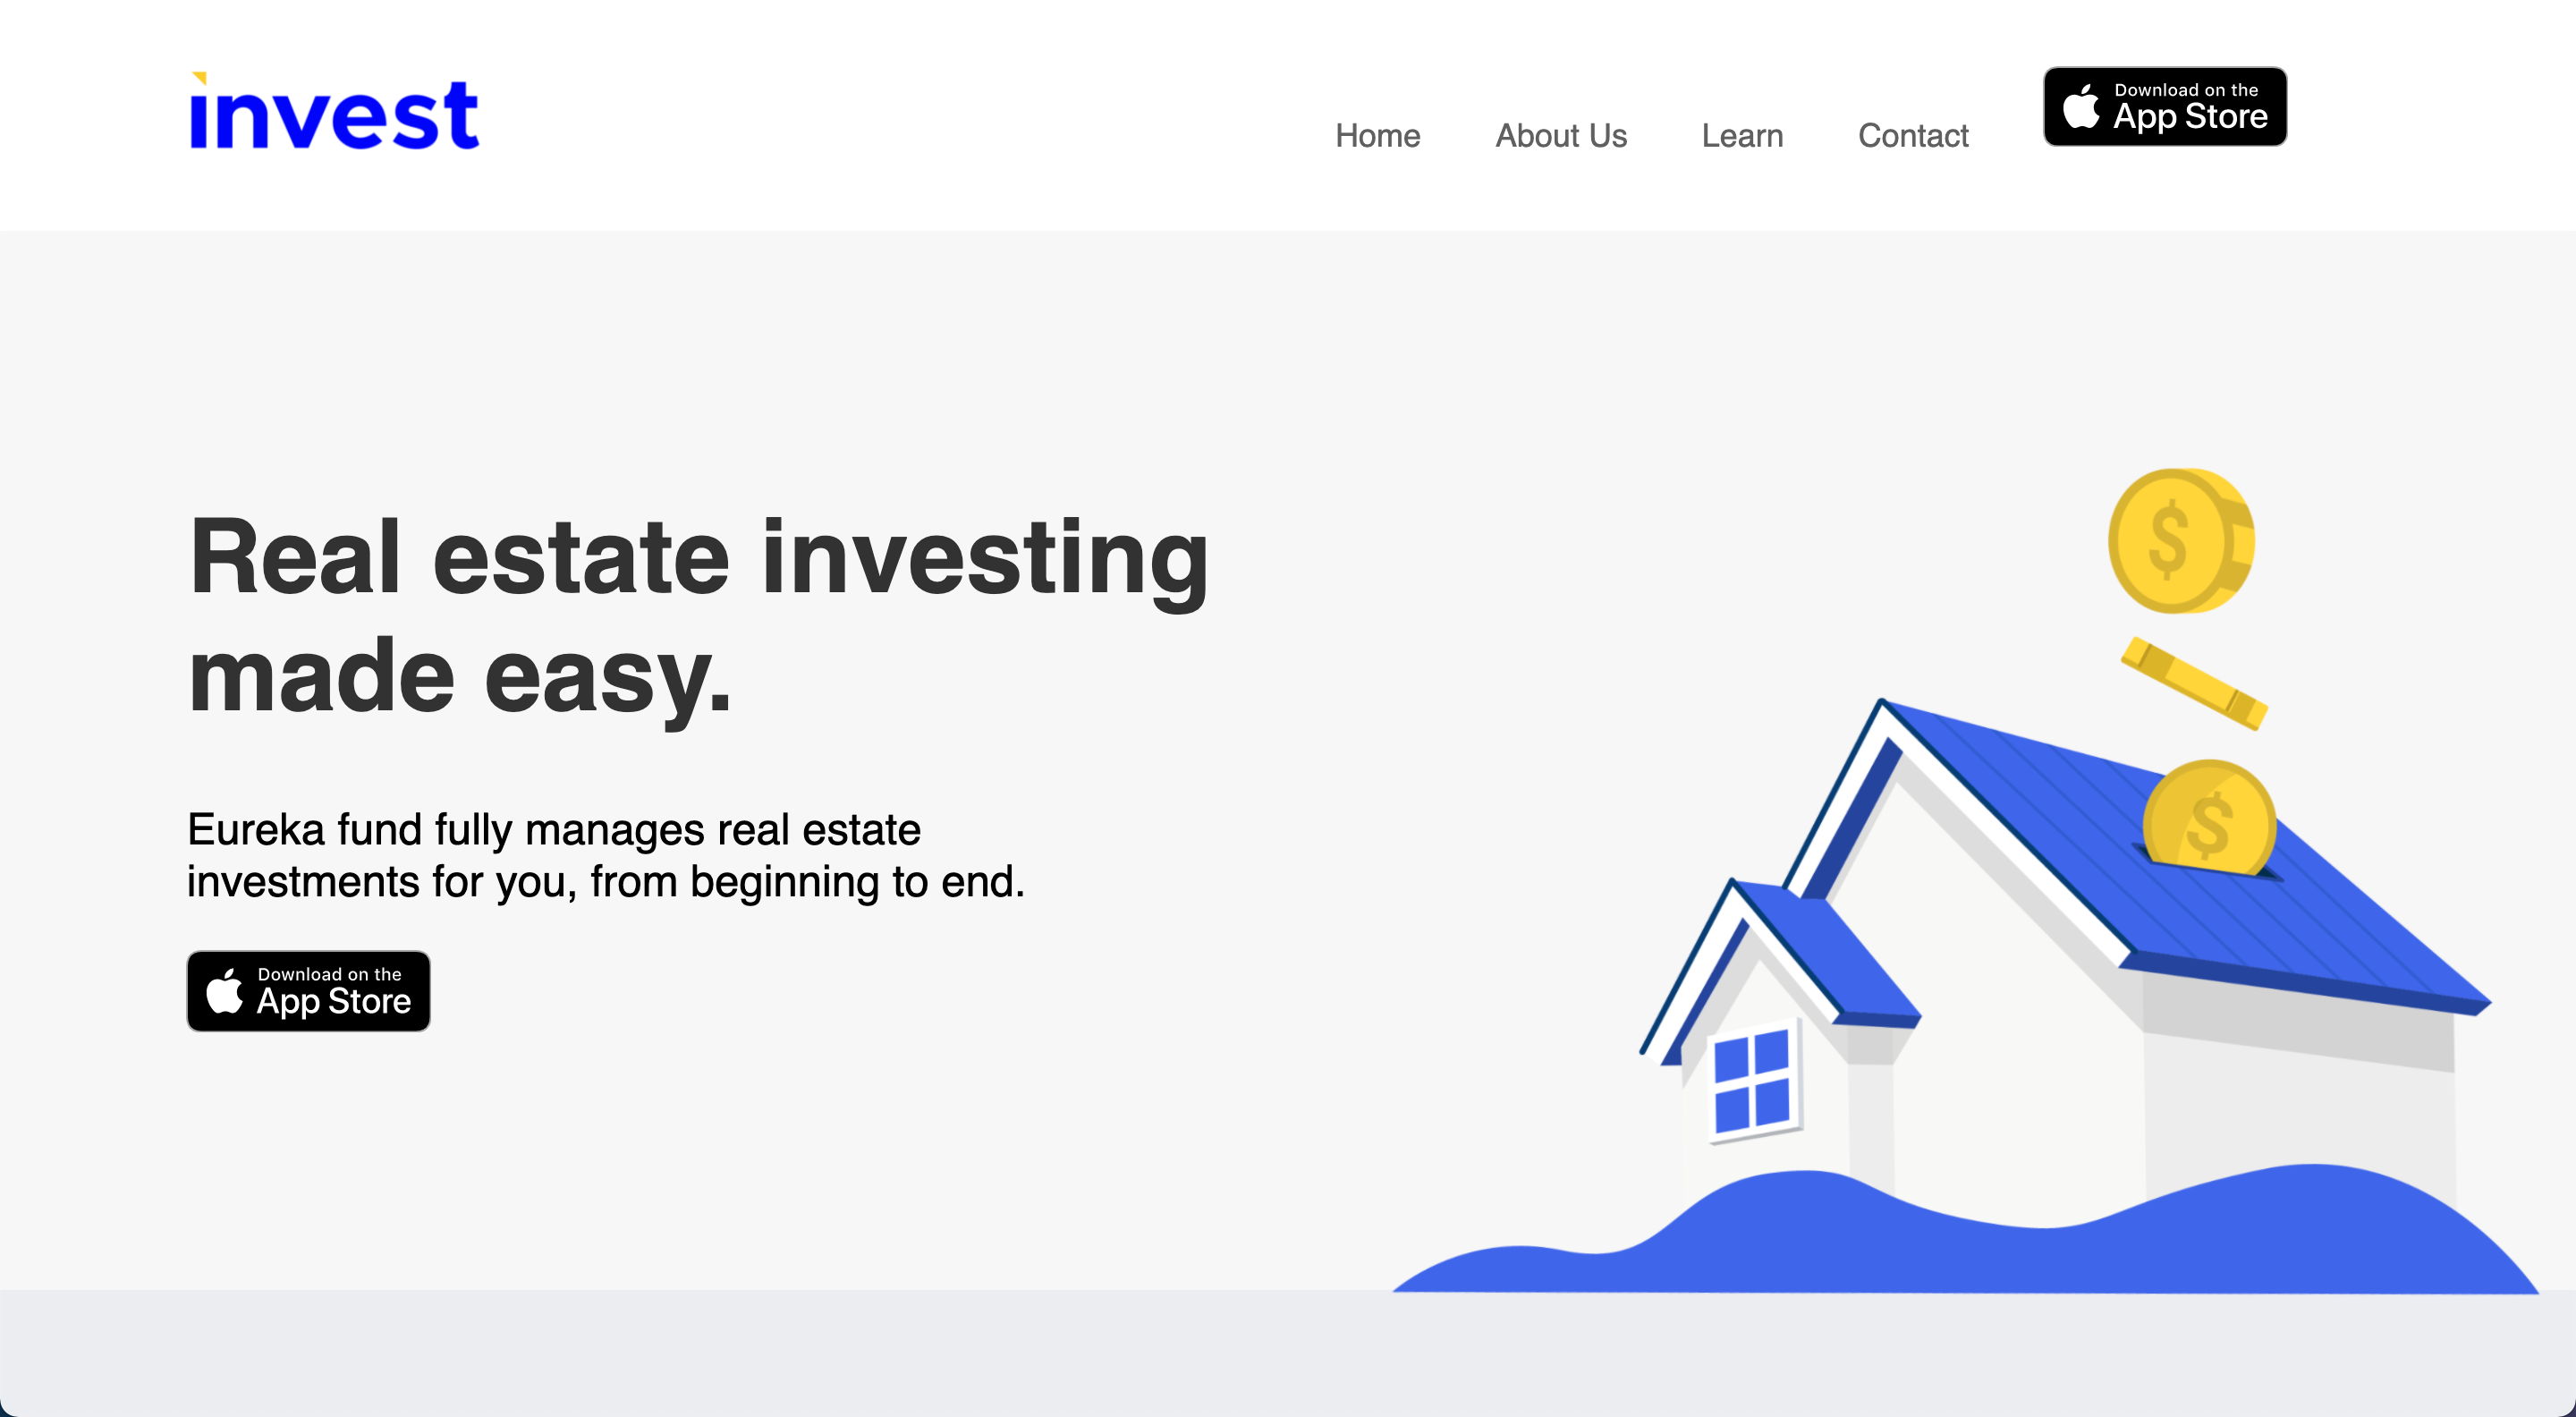 invest
Home
About Us
Learn
Contact
Download on the
App Store
Real estate investing
made easy.
Eureka fund fully manages real estate
investments for you, from beginning to end.
Download on the
App Store
$
$